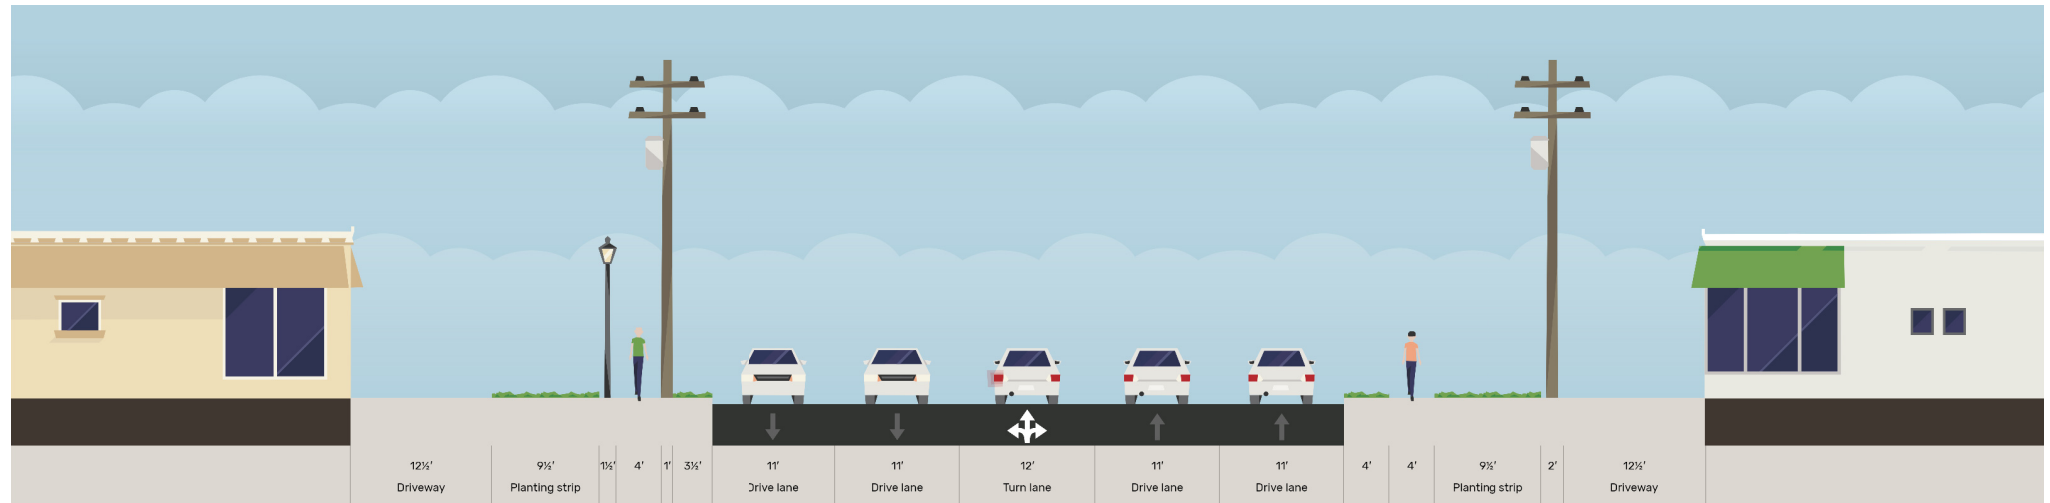 12½' 9½' 1½' 4' 1' 3½' 11' 11' 12' 11' 11' 4' 4' 9½' 2' 12½'
Driveway Planting strip Drive lane Drive lane Turn lane Drive lane Drive lane Planting strip Driveway